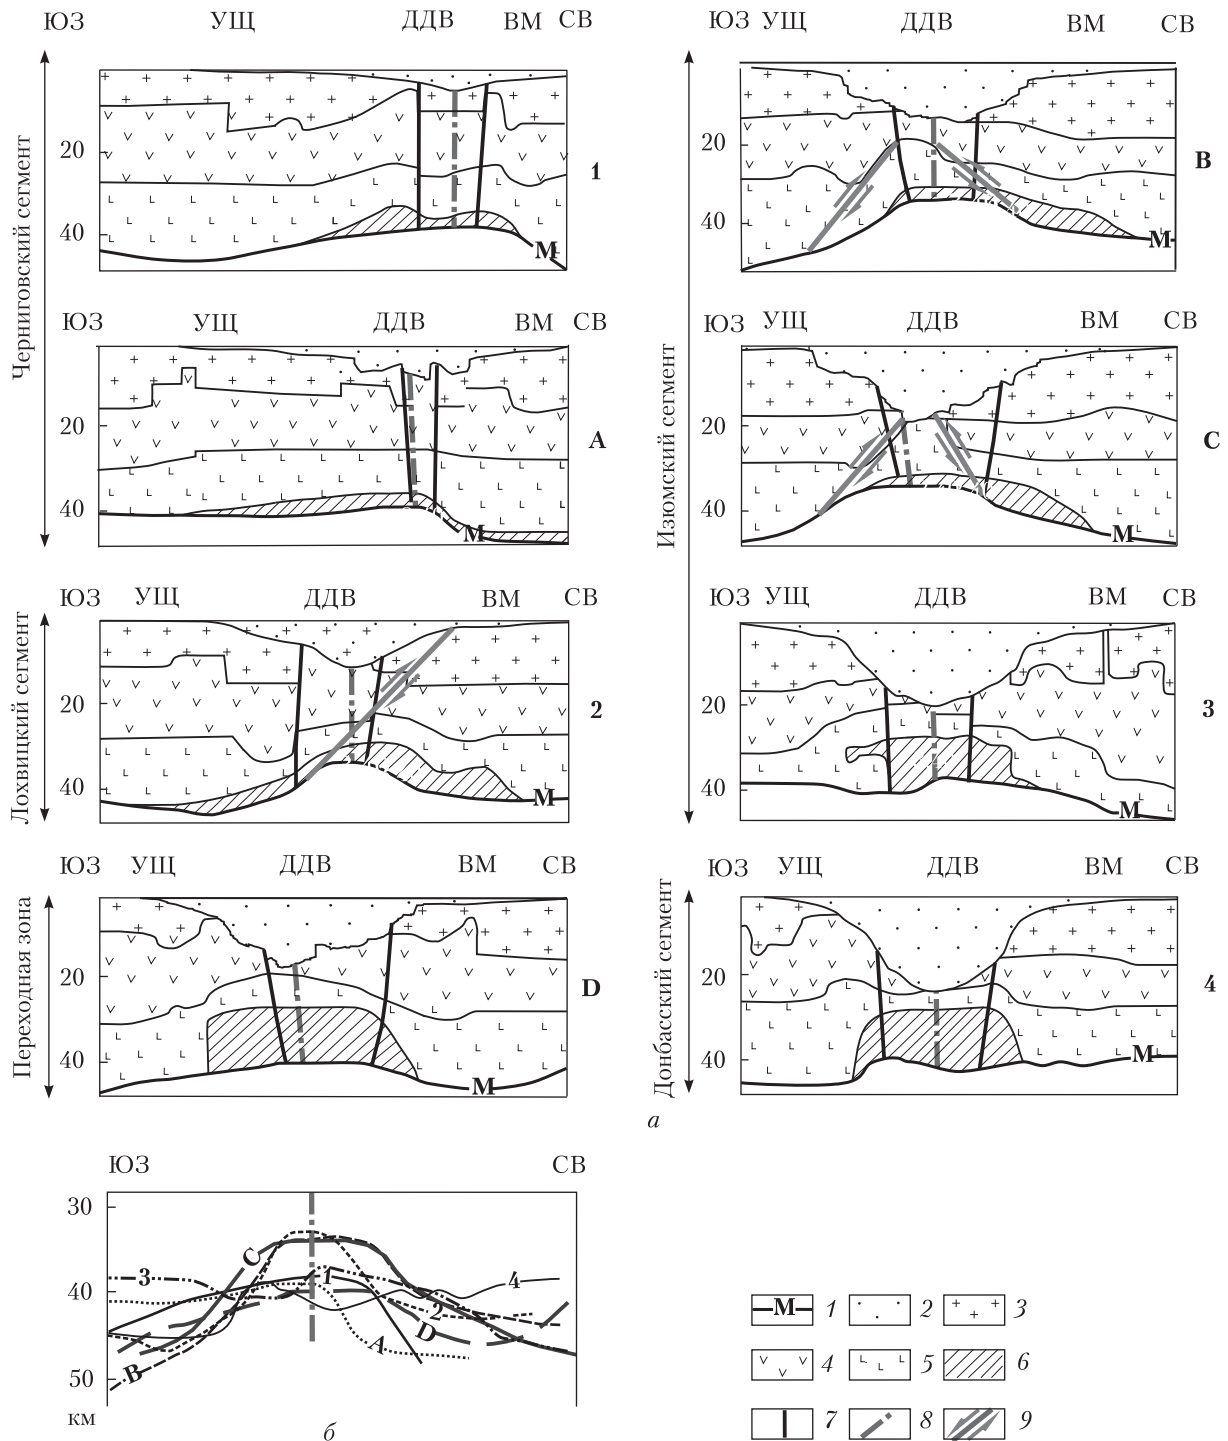 ЮЗ УЩ ДДВ ВМ СВ
Черниговский сегмент
20
40
М
1
ЮЗ УЩ ДДВ ВМ СВ
20
40
М
А
ЮЗ УЩ ДДВ ВМ СВ
Лохвицкий сегмент
20
40
М
2
ЮЗ УЩ ДДВ ВМ СВ
Переходная зона
20
40
М
D
ЮЗ УЩ ДДВ ВМ СВ
Изюмский сегмент
20
40
М
В
ЮЗ УЩ ДДВ ВМ СВ
20
40
М
С
ЮЗ УЩ ДДВ ВМ СВ
20
40
М
3
ЮЗ УЩ ДДВ ВМ СВ
Донбасский сегмент
20
40
М
4
а
ЮЗ СВ
30
40
50
км
С
3
1
4
2
D
А
В
б
М 1 2 3
4 5 6
7 8 9